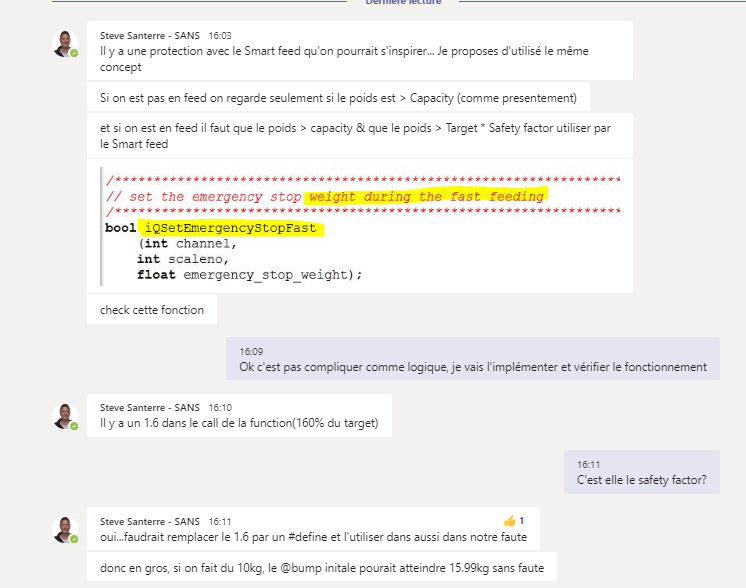 Dernière lecture
Steve Santerre - SANS 16:03
Il y a une protection avec le Smart feed qu'on pourrait s'inspirer... Je proposes d'utilisé le même
concept
Si on est pas en feed on regarde seulement si le poids est > Capacity (comme presentement)
et si on est en feed il faut que le poids > capacity & que le poids > Target * Safety factor utiliser par
le Smart feed
/****************************************************************
// set the emergency stop weight during the fast feeding
/****************************************************************
bool iQSetEmergencyStopFast
(int channel,
int scaleno,
float emergency_stop_weight);
check cette fonction
16:09
Ok c'est pas compliquer comme logique, je vais l'implémenter et vérifier le fonctionnement
Steve Santerre - SANS 16:10
Il y a un 1.6 dans le call de la function(160% du target)
16:11
C'est elle le safety factor?
Steve Santerre - SANS 16:11
👍 1
oui...faudrait remplacer le 1.6 par un #define et l'utiliser dans aussi dans notre faute
donc en gros, si on fait du 10kg, le @bump initale pourait atteindre 15.99kg sans faute